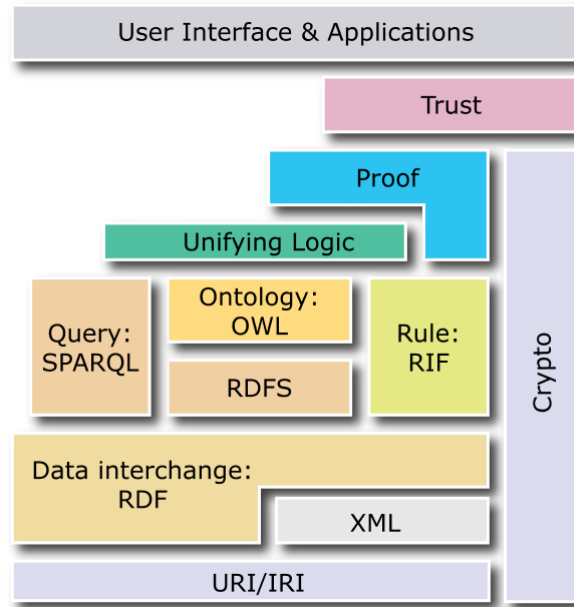 User Interface & Applications
Trust
Proof
Unifying Logic
Ontology:
OWL
Query:
SPARQL
Rule:
RIF
RDFS
Crypto
Data interchange:
RDF
XML
URI/IRI